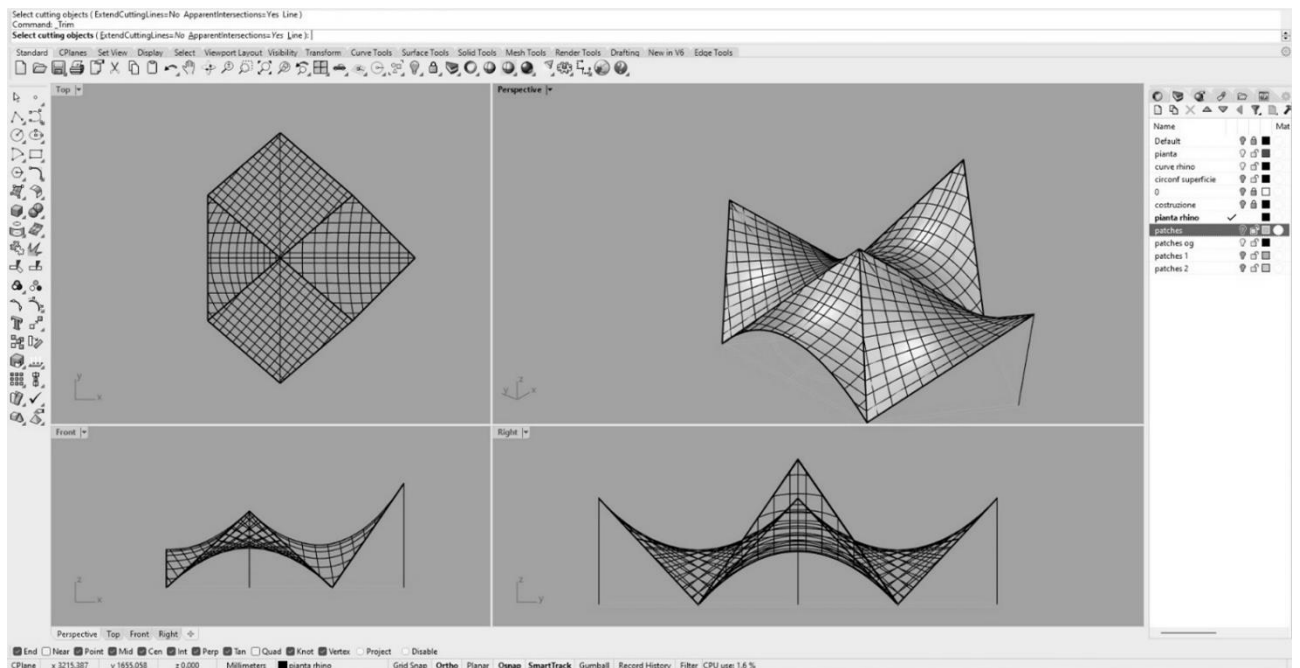 Select cutting objects ( ExtendCuttingLines=No ApparentIntersections=Yes Line )
Command: _Trim
Select cutting objects ( ExtendCuttingLines=No ApparentIntersections=Yes Line ):
Standard CPlanes Set View Display Select Viewport Layout Visibility Transform Curve Tools Surface Tools Solid Tools Mesh Tools Render Tools Drafting New in V6 Edge Tools
Top
Perspective
Name Mat
Default
pianta
curve rhino
circonf superficie
0
costruzione
pianta rhino
patches
patches og
patches 1
patches 2
y
x
z
y
x
Front
Right
z
x
z
y
Perspective Top Front Right
End Near Point Mid Cen Int Perp Tan Quad Knot Vertex Project Disable
CPlane x 3215.387 y 1655.058 z 0.000 Millimeters pianta rhino Grid Snap Ortho Planar Osnap SmartTrack Gumball Record History Filter CPU use: 1.6 %